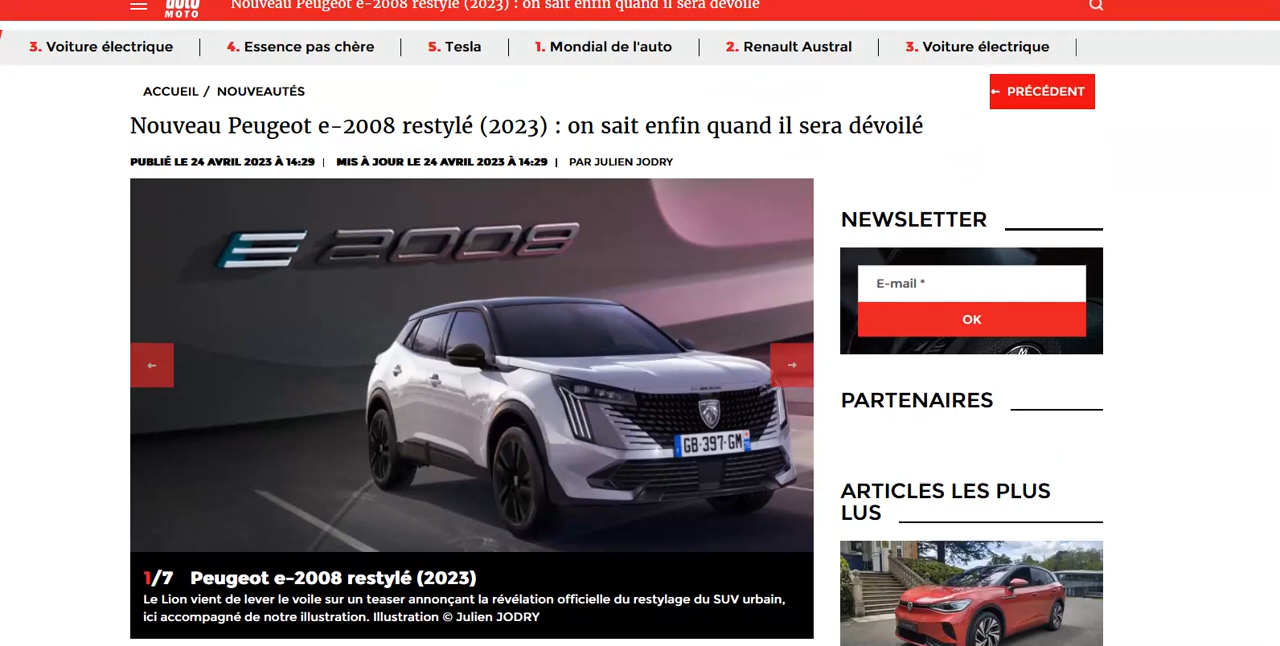 auto
MOTO
Nouveau Peugeot e-2008 restylé (2023) : on sait enfin quand il sera dévoilé
3. Voiture électrique
4. Essence pas chère
5. Tesla
1. Mondial de l'auto
2. Renault Austral
3. Voiture électrique
ACCUEIL / NOUVEAUTÉS
← PRÉCÉDENT
Nouveau Peugeot e-2008 restylé (2023) : on sait enfin quand il sera dévoilé
PUBLIÉ LE 24 AVRIL 2023 À 14:29 | MIS À JOUR LE 24 AVRIL 2023 À 14:29 | PAR JULIEN JODRY
E 2008
GB-397-GM
1/7 Peugeot e-2008 restylé (2023)
Le Lion vient de lever le voile sur un teaser annonçant la révélation officielle du restylage du SUV urbain,
ici accompagné de notre illustration. Illustration © Julien JODRY
NEWSLETTER
E-mail *
OK
PARTENAIRES
ARTICLES LES PLUS
LUS